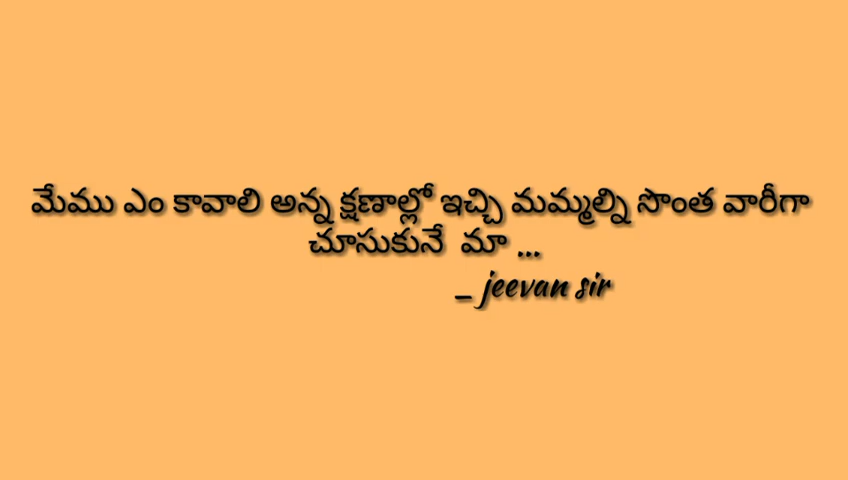 మేము ఎం కావాలి అన్న క్షణాల్లో ఇచ్చి మమ్మల్ని సొంత వారీగా
చూసుకునే మా ...
_ jeevan sir